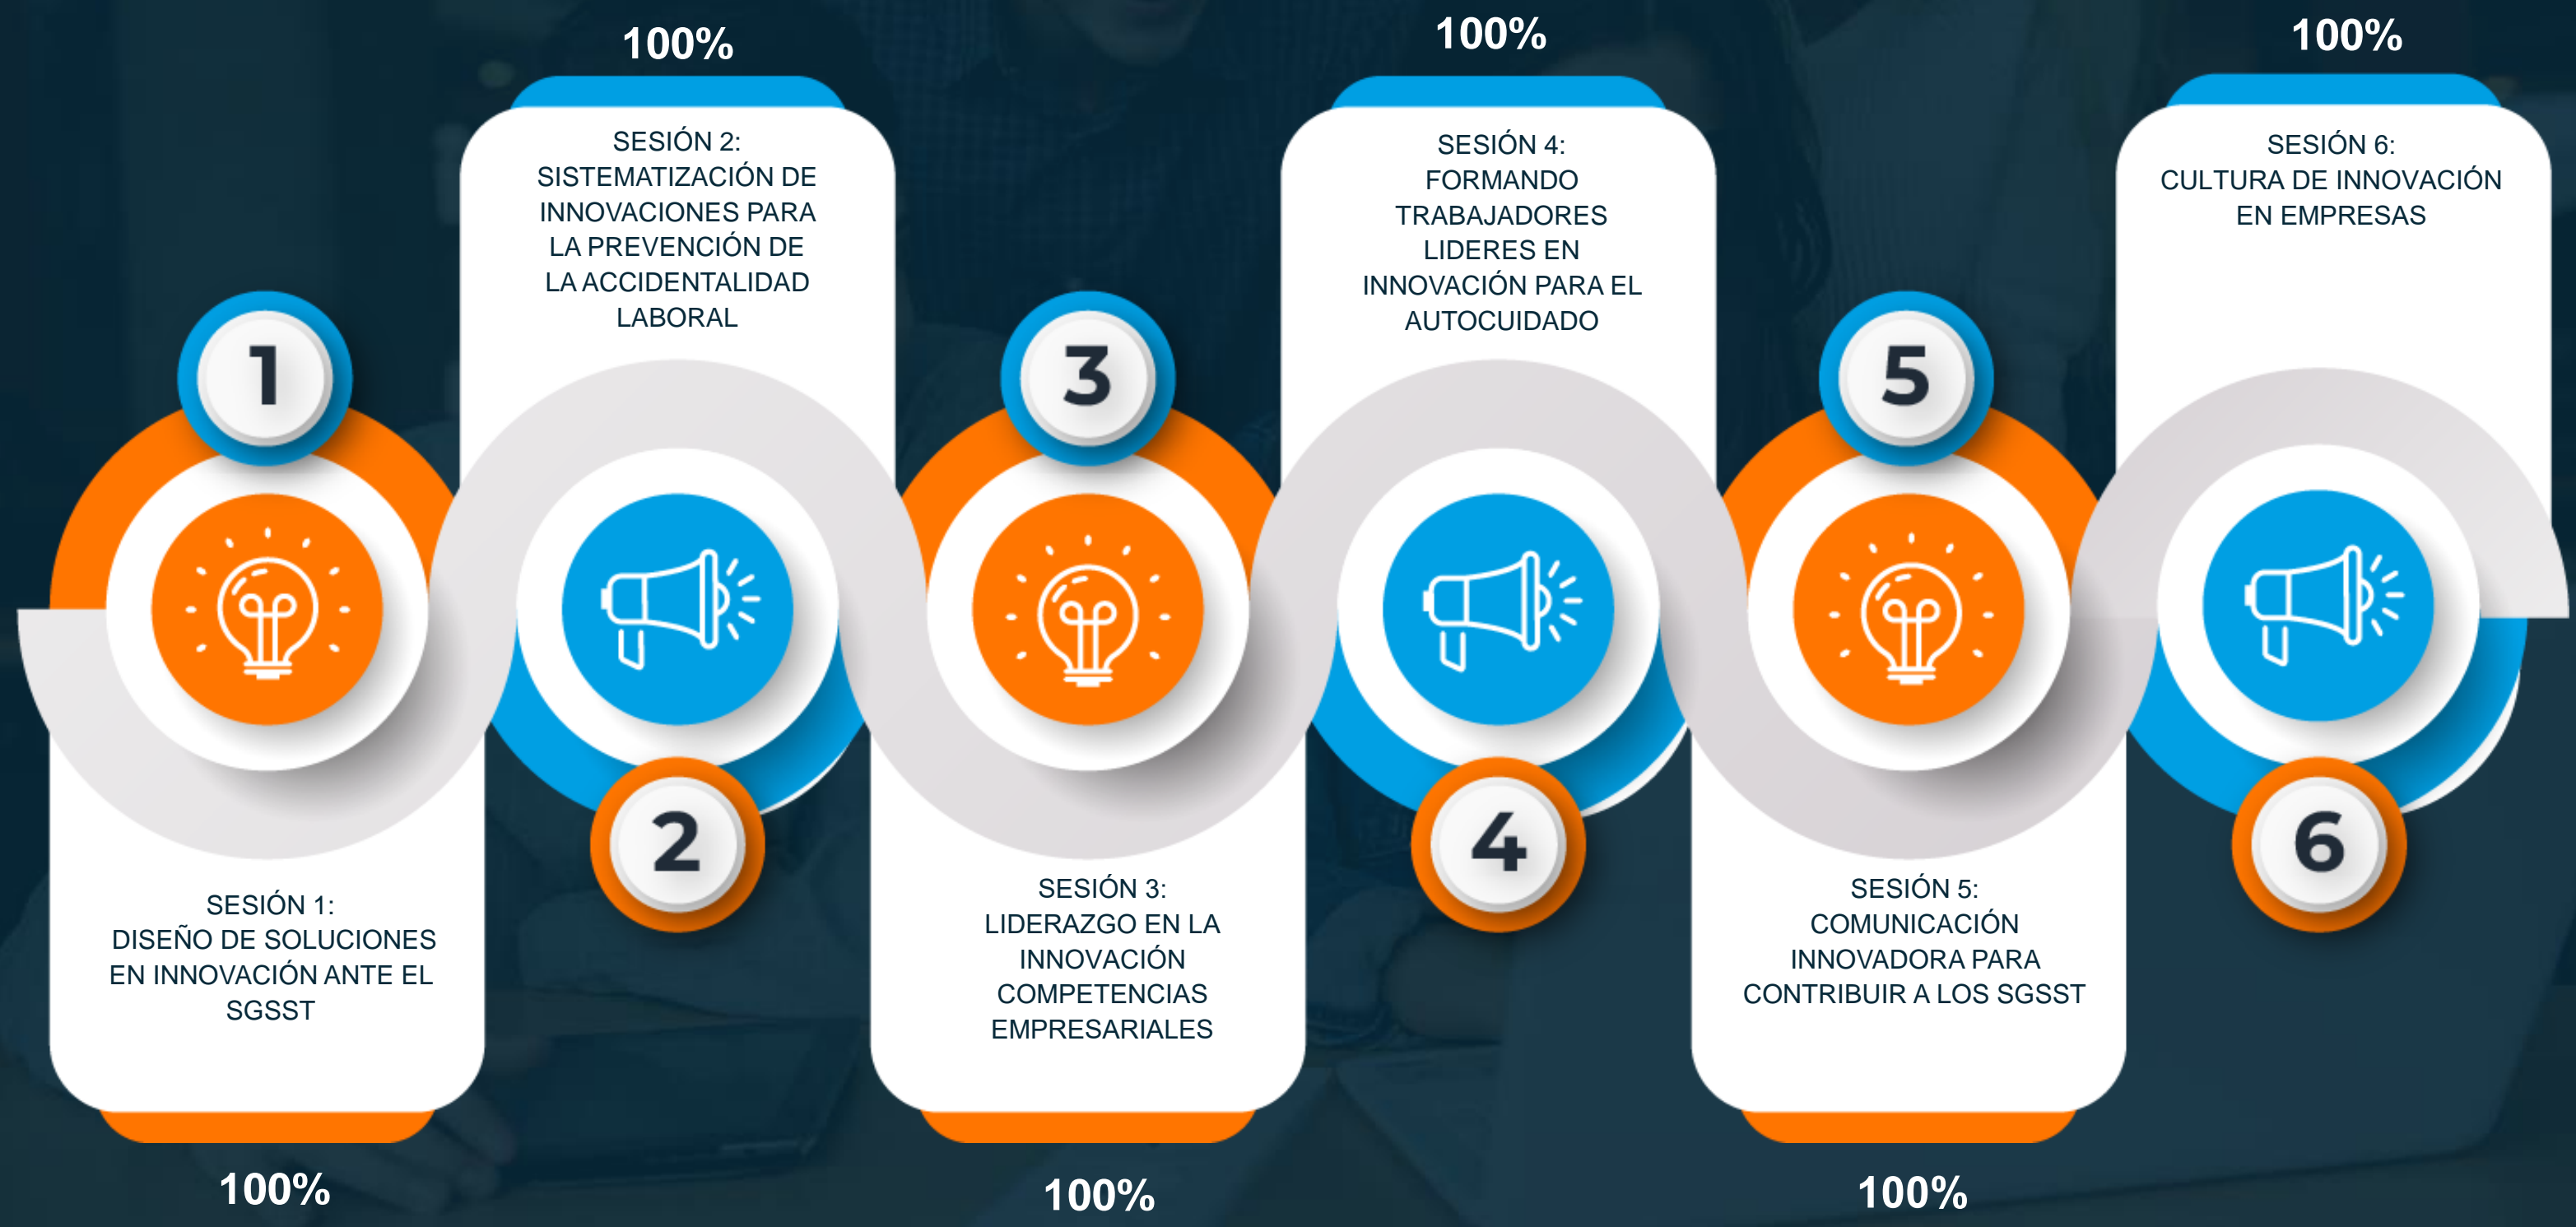 1
SESIÓN 1:
DISEÑO DE SOLUCIONES
EN INNOVACIÓN ANTE EL
SGSST
100%
100%
SESIÓN 2:
SISTEMATIZACIÓN DE
INNOVACIONES PARA
LA PREVENCIÓN DE
LA ACCIDENTALIDAD
LABORAL
2
3
SESIÓN 3:
LIDERAZGO EN LA
INNOVACIÓN
COMPETENCIAS
EMPRESARIALES
100%
100%
SESIÓN 4:
FORMANDO
TRABAJADORES
LIDERES EN
INNOVACIÓN PARA EL
AUTOCUIDADO
4
5
SESIÓN 5:
COMUNICACIÓN
INNOVADORA PARA
CONTRIBUIR A LOS SGSST
100%
100%
SESIÓN 6:
CULTURA DE INNOVACIÓN
EN EMPRESAS
6